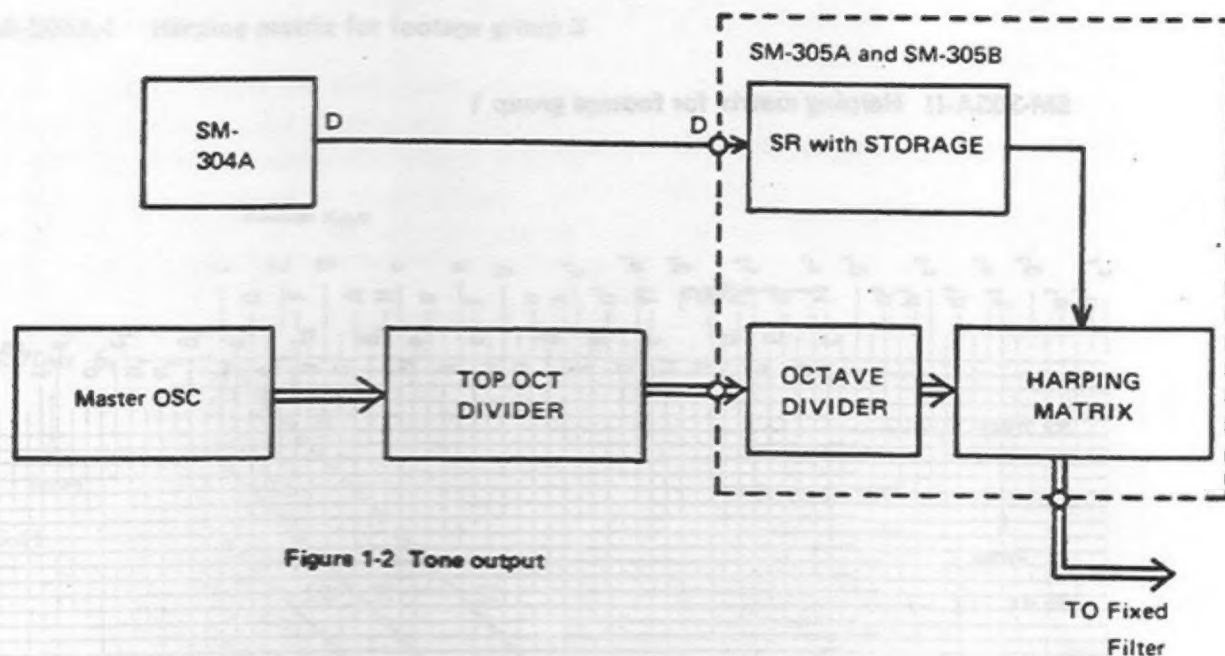 SM-305A and SM-305B
SM-
304A
D
D
SR with STORAGE
Master OSC
TOP OCT
DIVIDER
OCTAVE
DIVIDER
HARPING
MATRIX
Figure 1-2 Tone output
TO Fixed
Filter